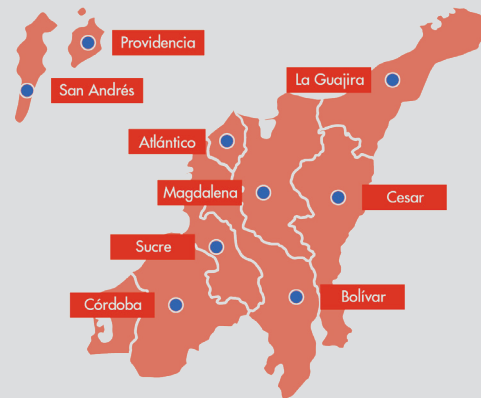 Providencia
San Andrés
La Guajira
Atlántico
Magdalena
Cesar
Sucre
Córdoba
Bolívar